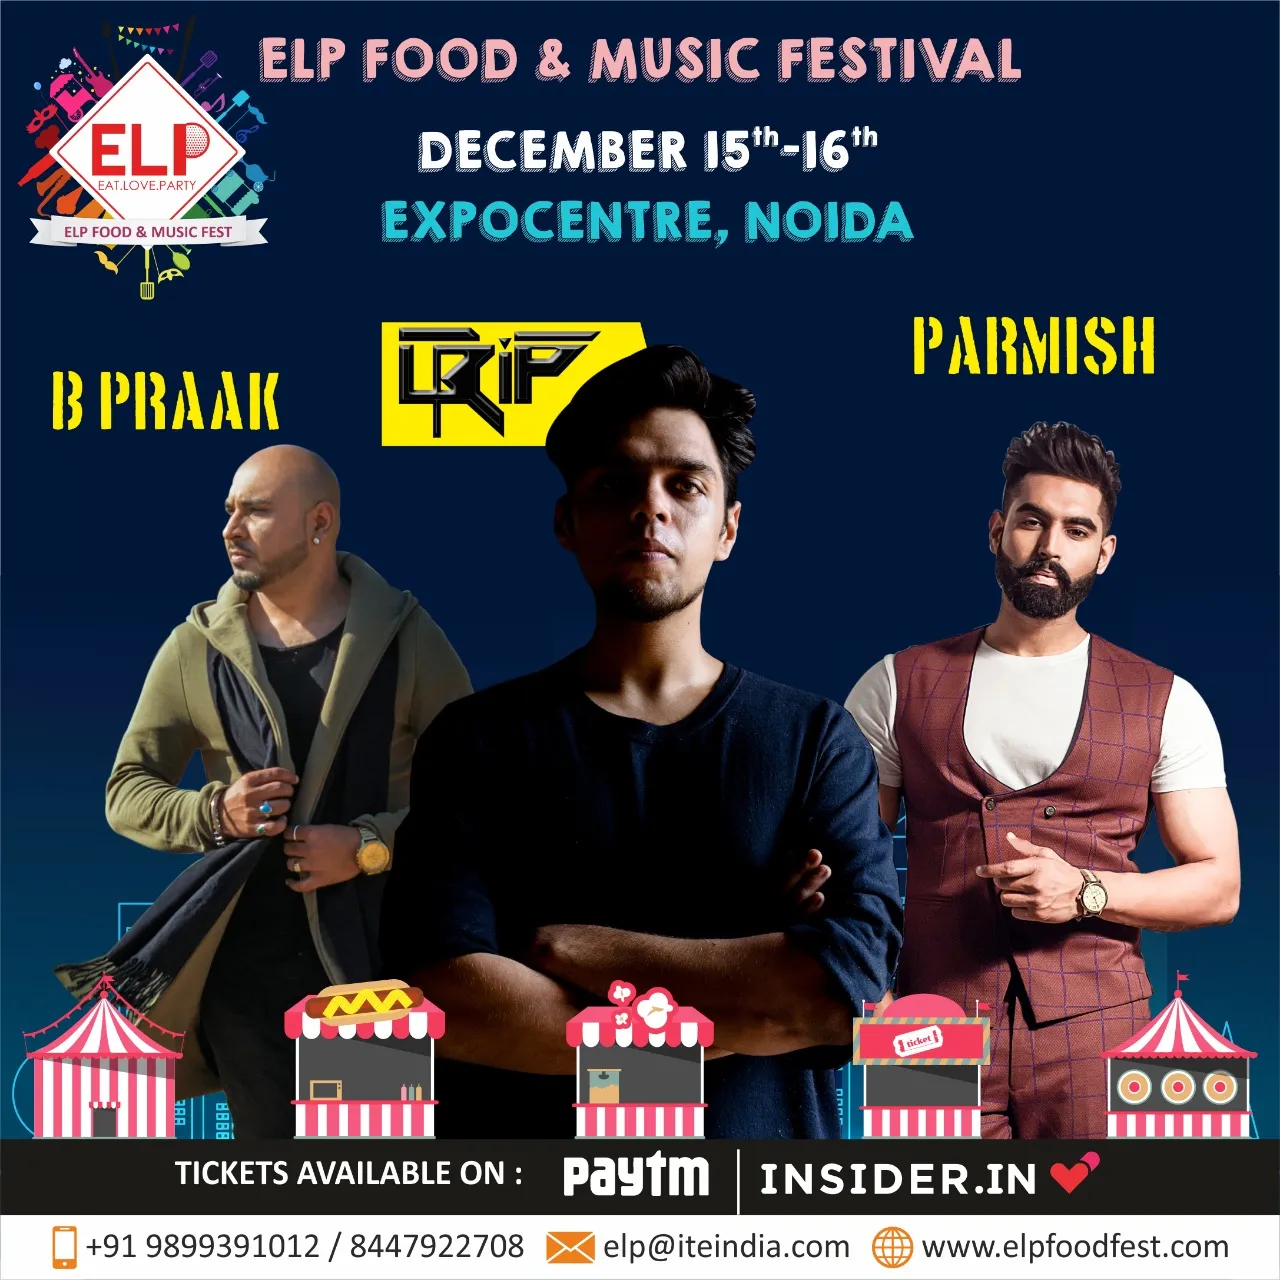 ELP FOOD & MUSIC FESTIVAL
DECEMBER 15th-16th
EXPOCENTRE, NOIDA
ELP
EAT.LOVE.PARTY
ELP FOOD & MUSIC FEST
B PRAAK
PARMISH
ticket
TICKETS AVAILABLE ON : paytm INSIDER.IN
+91 9899391012 / 8447922708 elp@iteindia.com www.elpfoodfest.com